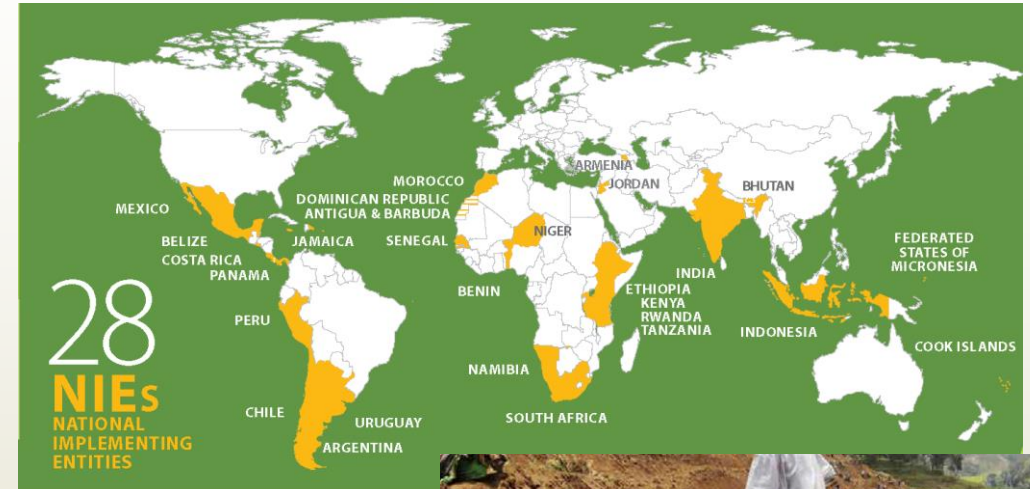 ARMENIA
MOROCCO
JORDAN
DOMINICAN REPUBLIC
BHUTAN
ANTIGUA & BARBUDA
MEXICO
NIGER
BELIZE
JAMAICA
SENEGAL
FEDERATED
STATES OF
MICRONESIA
COSTA RICA
PANAMA
INDIA
BENIN
ETHIOPIA
KENYA
RWANDA
TANZANIA
PERU
INDONESIA
COOK ISLANDS
NAMIBIA
28
NIEs
NATIONAL
IMPLEMENTING
ENTITIES
CHILE
URUGUAY
ARGENTINA
SOUTH AFRICA